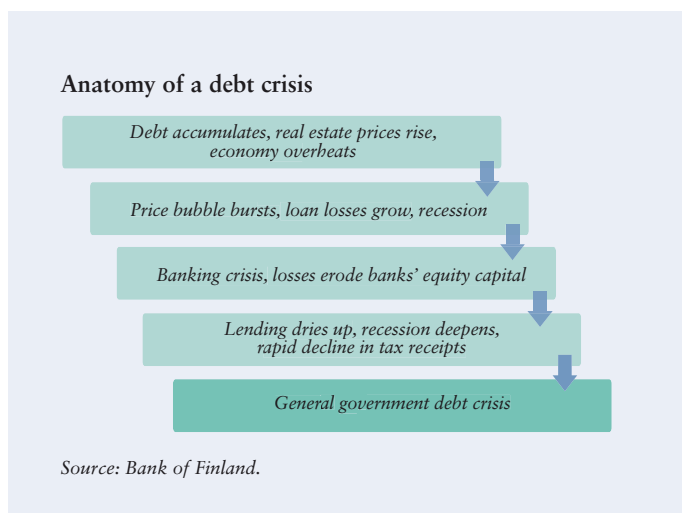 Anatomy of a debt crisis
Debt accumulates, real estate prices rise,
economy overheats
Price bubble bursts, loan losses grow, recession
Banking crisis, losses erode banks’ equity capital
Lending dries up, recession deepens,
rapid decline in tax receipts
General government debt crisis
Source: Bank of Finland.